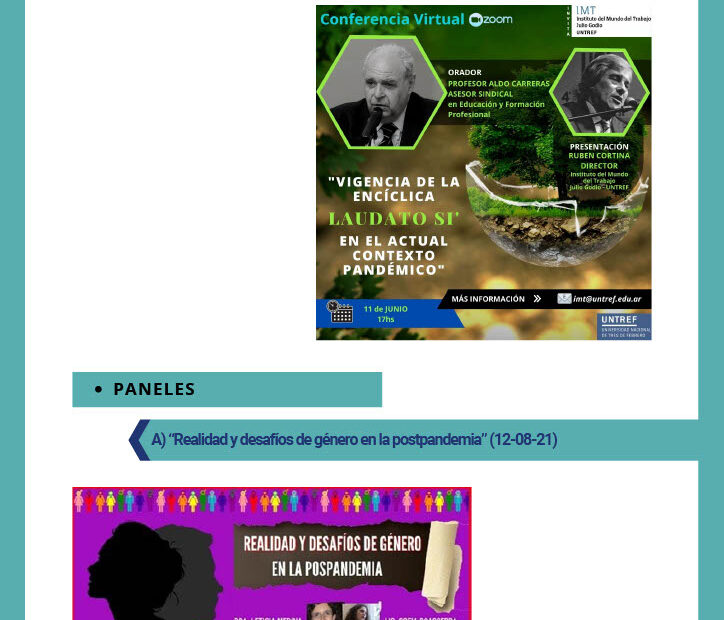 Conferencia Virtual zoom
INVITA
IMT
Instituto del Mundo del Trabajo
Julio Godio
UNTREF
ORADOR
PROFESOR ALDO CARRERAS
ASESOR SINDICAL
en Educación y Formación
Profesional
PRESENTACIÓN
RUBEN CORTINA
DIRECTOR
Instituto del Mundo
del Trabajo
Julio Godio - UNTREF
"VIGENCIA DE LA
ENCÍCLICA
LAUDATO SI'
EN EL ACTUAL
CONTEXTO
PANDÉMICO"
MÁS INFORMACIÓN
imt@untref.edu.ar
11 de JUNIO
17hs
UNTREF
UNIVERSIDAD NACIONAL
DE TRES DE FEBRERO
• PANELES
A) “Realidad y desafíos de género en la postpandemia” (12-08-21)
REALIDAD Y DESAFÍOS DE GÉNERO
EN LA POSPANDEMIA